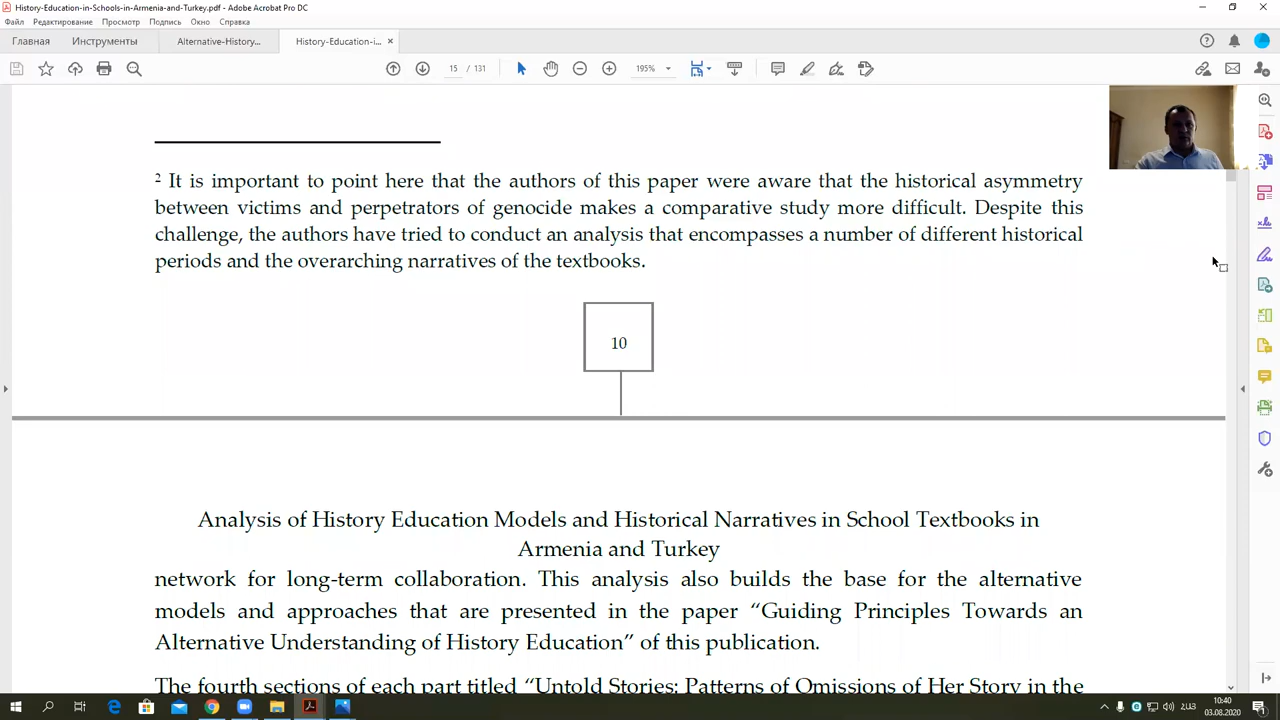 History-Education-in-Schools-in-Armenia-and-Turkey.pdf - Adobe Acrobat Pro DC
Файл Редактирование Просмотр Подпись Окно Справка
Главная Инструменты Alternative-History... History-Education-i... ×
15 / 131 195%
2 It is important to point here that the authors of this paper were aware that the historical asymmetry
between victims and perpetrators of genocide makes a comparative study more difficult. Despite this
challenge, the authors have tried to conduct an analysis that encompasses a number of different historical
periods and the overarching narratives of the textbooks.
10
Analysis of History Education Models and Historical Narratives in School Textbooks in
Armenia and Turkey
network for long-term collaboration. This analysis also builds the base for the alternative
models and approaches that are presented in the paper “Guiding Principles Towards an
Alternative Understanding of History Education” of this publication.
The fourth sections of each part titled “Untold Stories: Patterns of Omissions of Her Story in the
10:40
03.08.2020